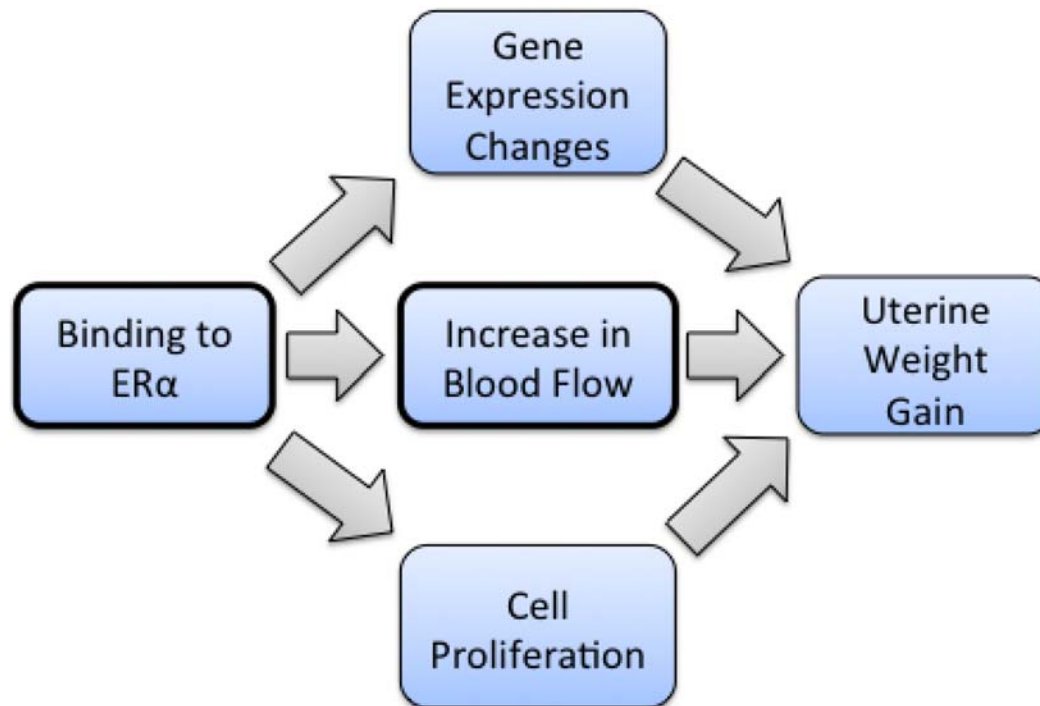 Gene
Expression
Changes
Binding to
ERα
Increase in
Blood Flow
Uterine
Weight
Gain
Cell
Proliferation